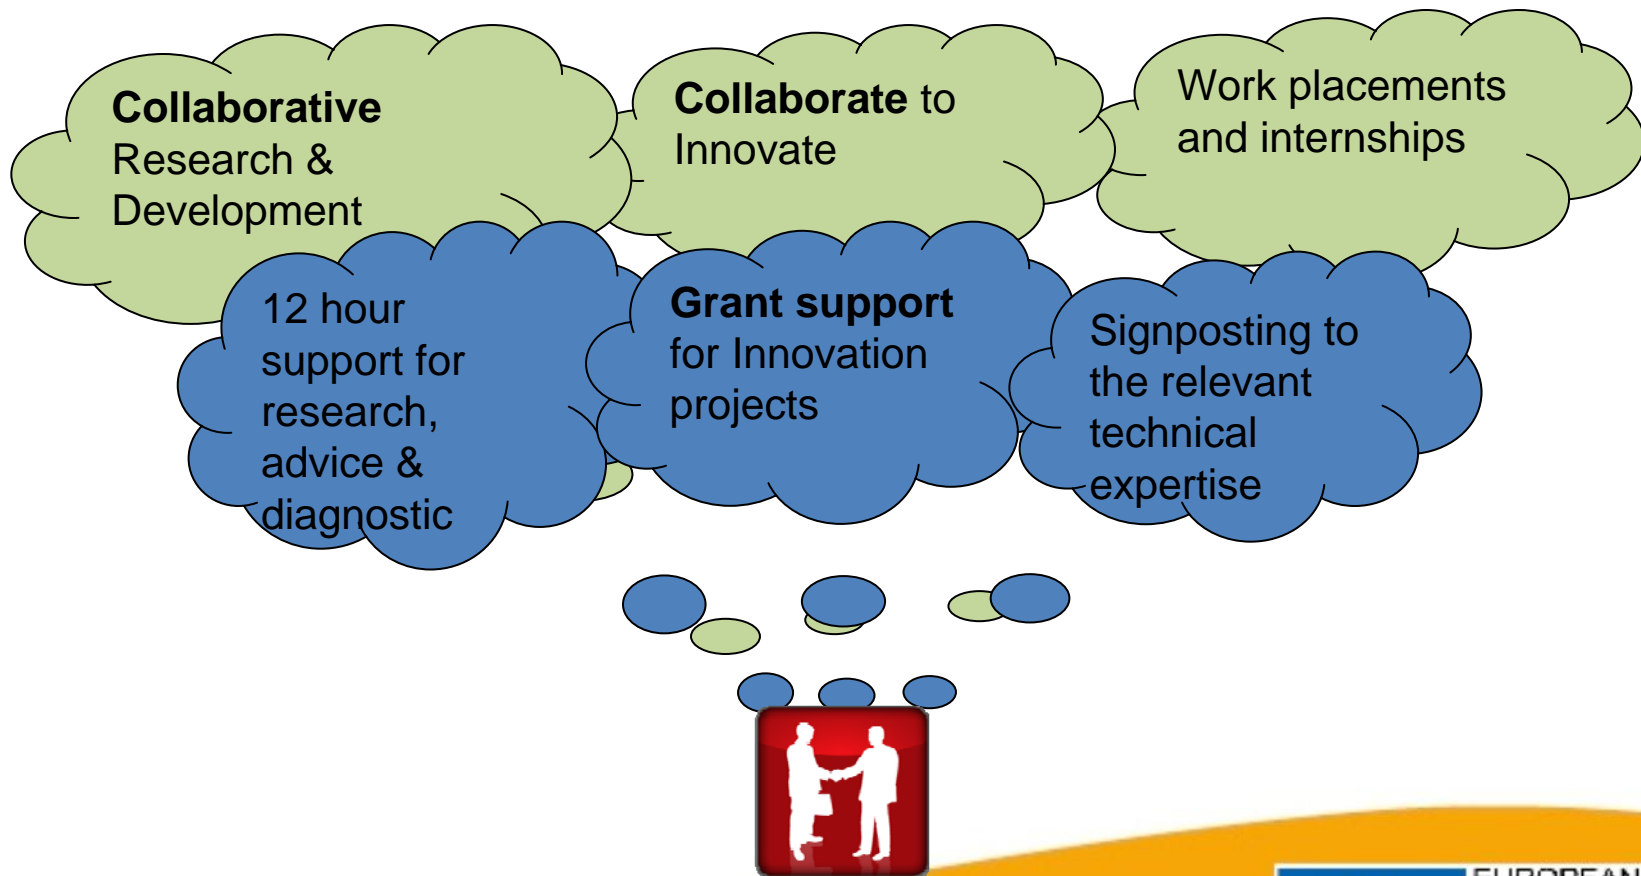 Collaborative
Research &
Development
Collaborate to
Innovate
Work placements
and internships
12 hour
support for
research,
advice &
diagnostic
Grant support
for Innovation
projects
Signposting to
the relevant
technical
expertise
EUROPEAN